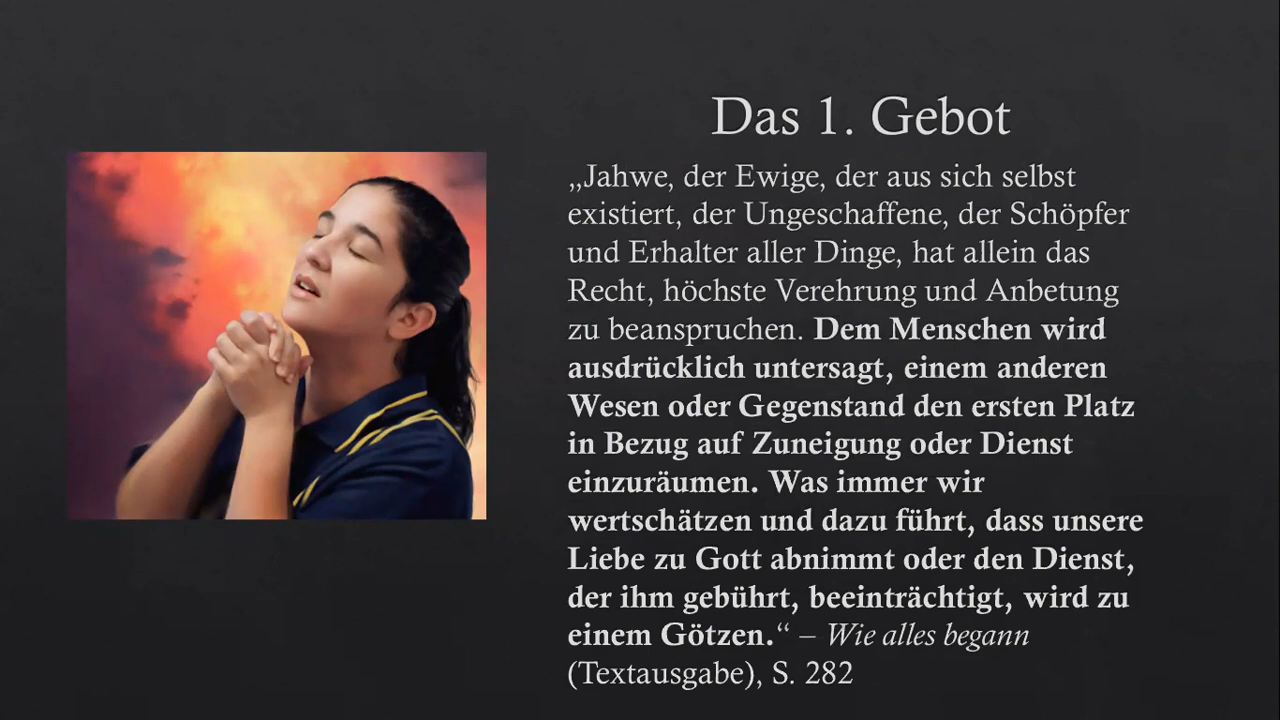 Das 1. Gebot
„Jahwe, der Ewige, der aus sich selbst
existiert, der Ungeschaffene, der Schöpfer
und Erhalter aller Dinge, hat allein das
Recht, höchste Verehrung und Anbetung
zu beanspruchen. Dem Menschen wird
ausdrücklich untersagt, einem anderen
Wesen oder Gegenstand den ersten Platz
in Bezug auf Zuneigung oder Dienst
einzuräumen. Was immer wir
wertschätzen und dazu führt, dass unsere
Liebe zu Gott abnimmt oder den Dienst,
der ihm gebührt, beeinträchtigt, wird zu
einem Götzen.“ – Wie alles begann
(Textausgabe), S. 282